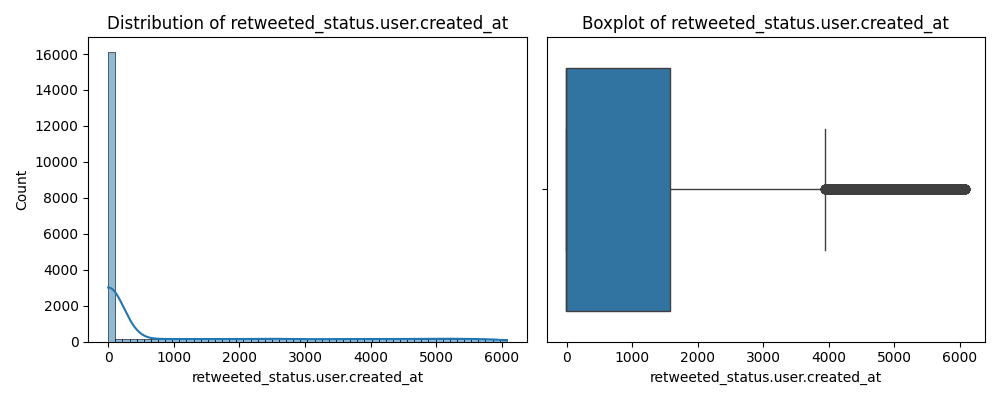 Distribution of retweeted_status.user.created_at
16000
14000
12000
10000
8000
6000
4000
2000
0
Count
0 1000 2000 3000 4000 5000 6000
retweeted_status.user.created_at
Boxplot of retweeted_status.user.created_at
0 1000 2000 3000 4000 5000 6000
retweeted_status.user.created_at